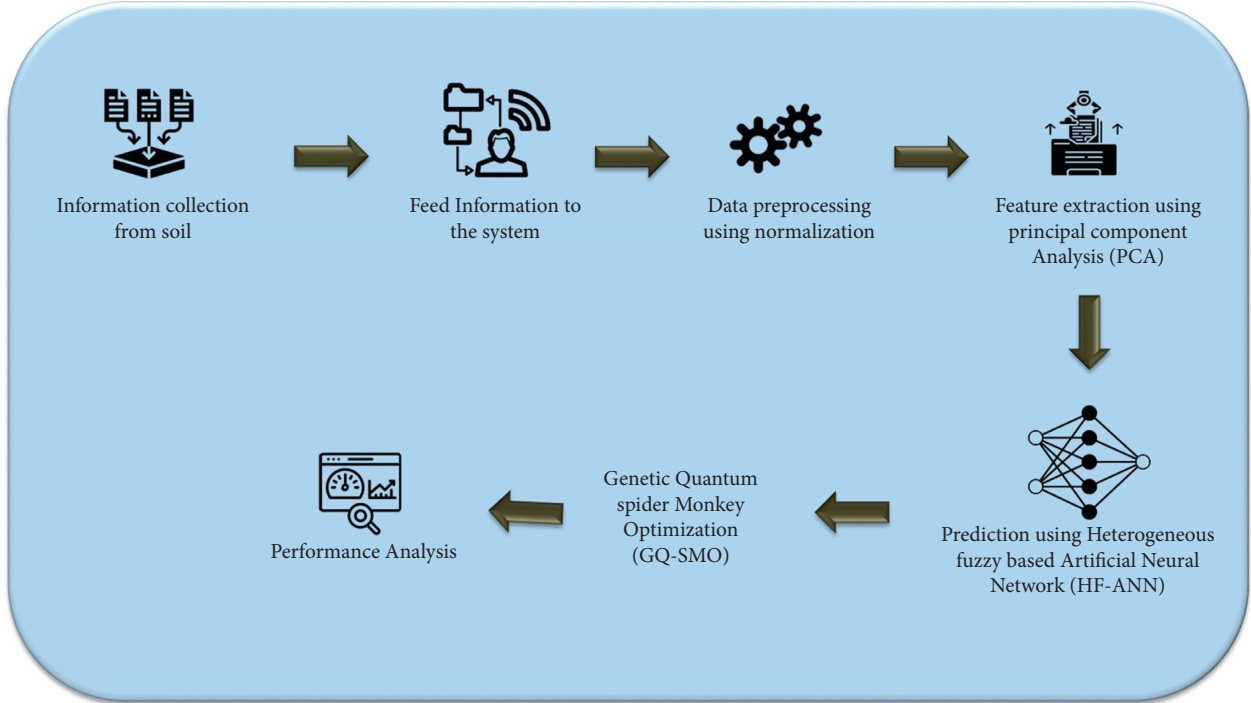 Information collection
from soil
Feed Information to
the system
Data preprocessing
using normalization
Feature extraction using
principal component
Analysis (PCA)
Prediction using Heterogeneous
fuzzy based Artificial Neural
Network (HF-ANN)
Genetic Quantum
spider Monkey
Optimization
(GQ-SMO)
Performance Analysis